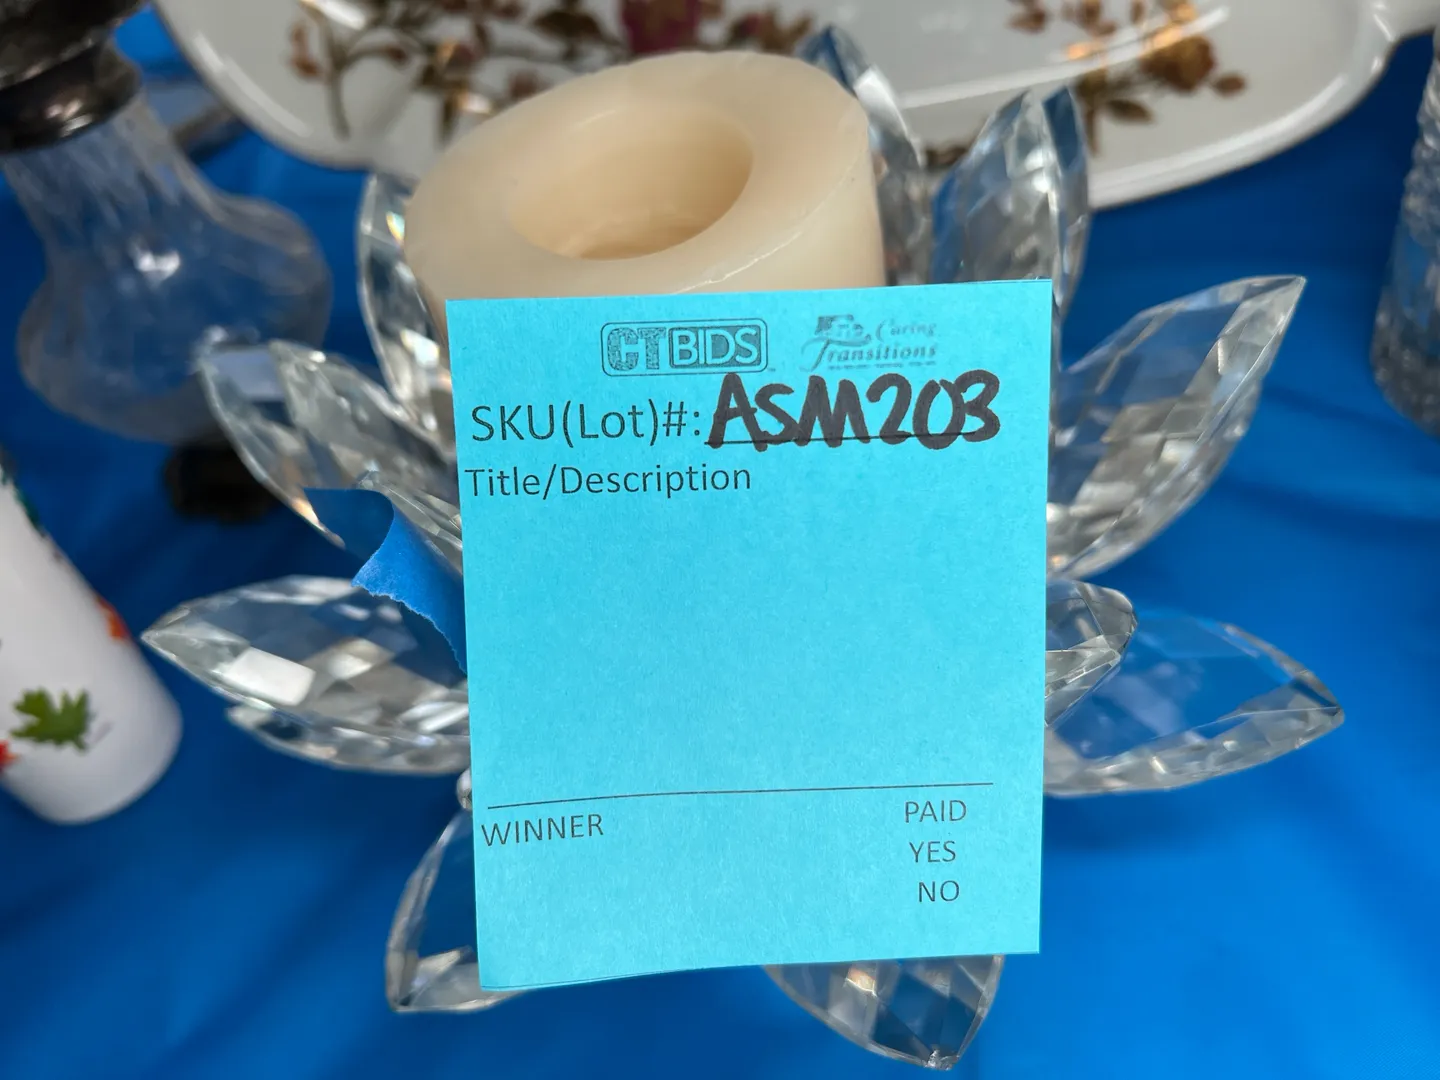 CTBIDS Caring Transitions
SKU(Lot)#: ASM203
Title/Description
WINNER PAID
YES
NO